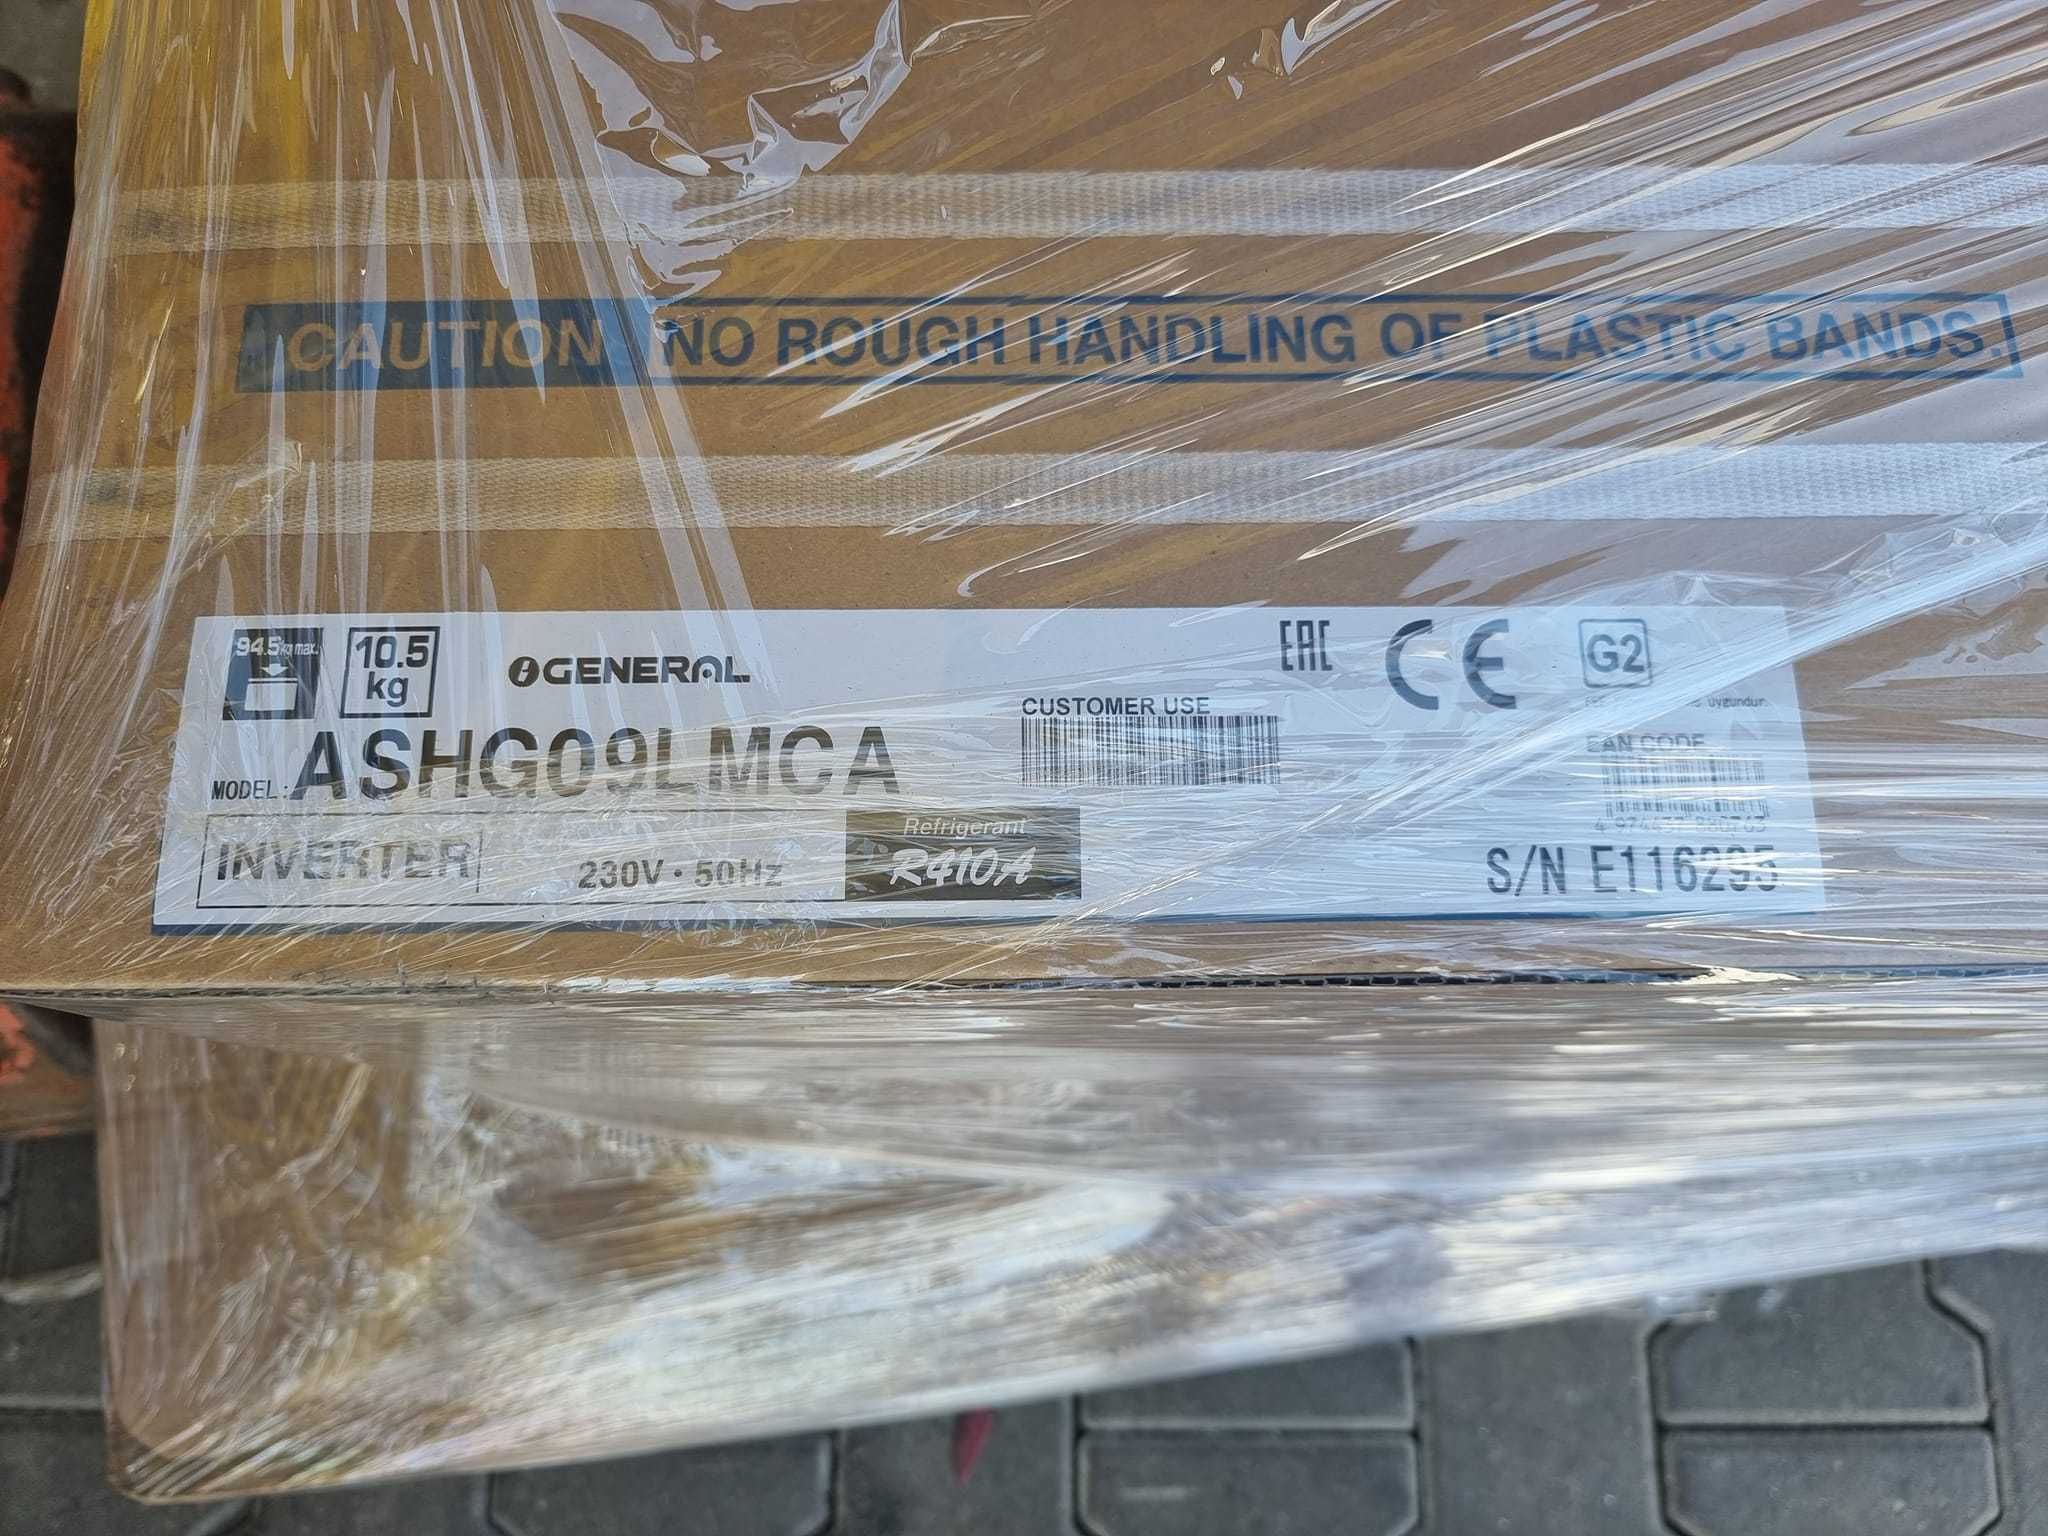 CAUTION NO ROUGH HANDLING OF PLASTIC BANDS.
94.5kg max.
10.5 kg
GENERAL
EAC CE G2
uygundur.
CUSTOMER USE
MODEL: ASHG09LMCA
EAN CODE
INVERTER 230V・50Hz
Refrigerant
R410A
S/N E116295